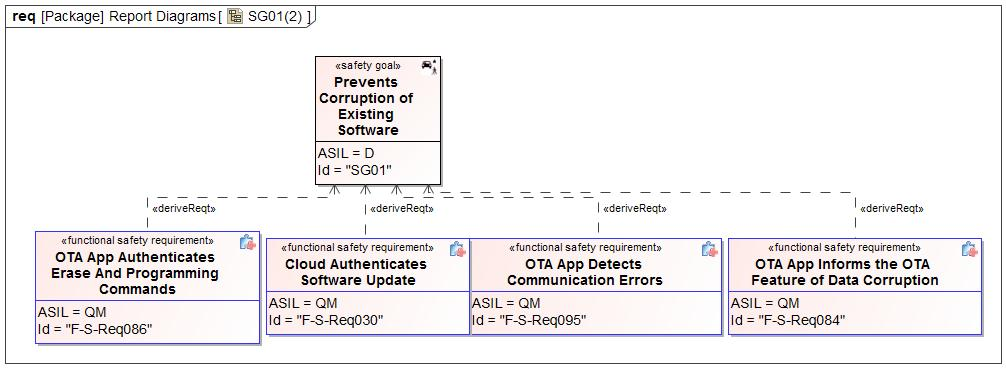 req [Package] Report Diagrams [ SG01(2) ]
«safety goal»
Prevents
Corruption of
Existing
Software
ASIL = D
Id = "SG01"
«deriveReqt»
«deriveReqt»
«deriveReqt»
«deriveReqt»
«functional safety requirement»
OTA App Authenticates
Erase And Programming
Commands
ASIL = QM
Id = "F-S-Req086"
«functional safety requirement»
Cloud Authenticates
Software Update
ASIL = QM
Id = "F-S-Req030"
«functional safety requirement»
OTA App Detects
Communication Errors
ASIL = QM
Id = "F-S-Req095"
«functional safety requirement»
OTA App Informs the OTA
Feature of Data Corruption
ASIL = QM
Id = "F-S-Req084"